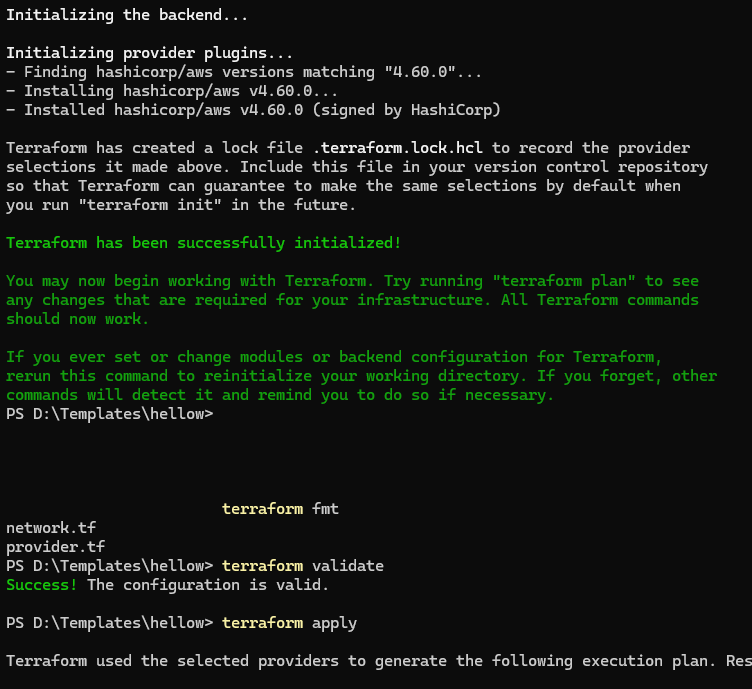 Initializing the backend...
Initializing provider plugins...
- Finding hashicorp/aws versions matching "4.60.0"...
- Installing hashicorp/aws v4.60.0...
- Installed hashicorp/aws v4.60.0 (signed by HashiCorp)
Terraform has created a lock file .terraform.lock.hcl to record the provider
selections it made above. Include this file in your version control repository
so that Terraform can guarantee to make the same selections by default when
you run "terraform init" in the future.
Terraform has been successfully initialized!
You may now begin working with Terraform. Try running "terraform plan" to see
any changes that are required for your infrastructure. All Terraform commands
should now work.
If you ever set or change modules or backend configuration for Terraform,
rerun this command to reinitialize your working directory. If you forget, other
commands will detect it and remind you to do so if necessary.
PS D:\Templates\hellow>
terraform fmt
network.tf
provider.tf
PS D:\Templates\hellow> terraform validate
Success! The configuration is valid.
PS D:\Templates\hellow> terraform apply
Terraform used the selected providers to generate the following execution plan. Res